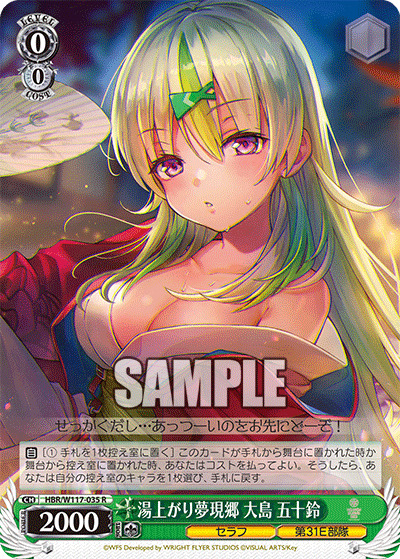 LEVEL
0
0
COST
SAMPLE
せっかくだし…あっつーいのをお先にどーぞ！
[① 手札を1枚控え室に置く] このカードが手札から舞台に置かれた時か
舞台から控え室に置かれた時、あなたはコストを払ってよい。そうしたら、あ
なたは自分の控え室のキャラを1枚選び、手札に戻す。
CH HBR/W117-035 R
2000
湯上がり夢現郷 大島 五十鈴
セラフ
第31E部隊
©WFS Developed by WRIGHT FLYER STUDIOS ©VISUAL ARTS/Key